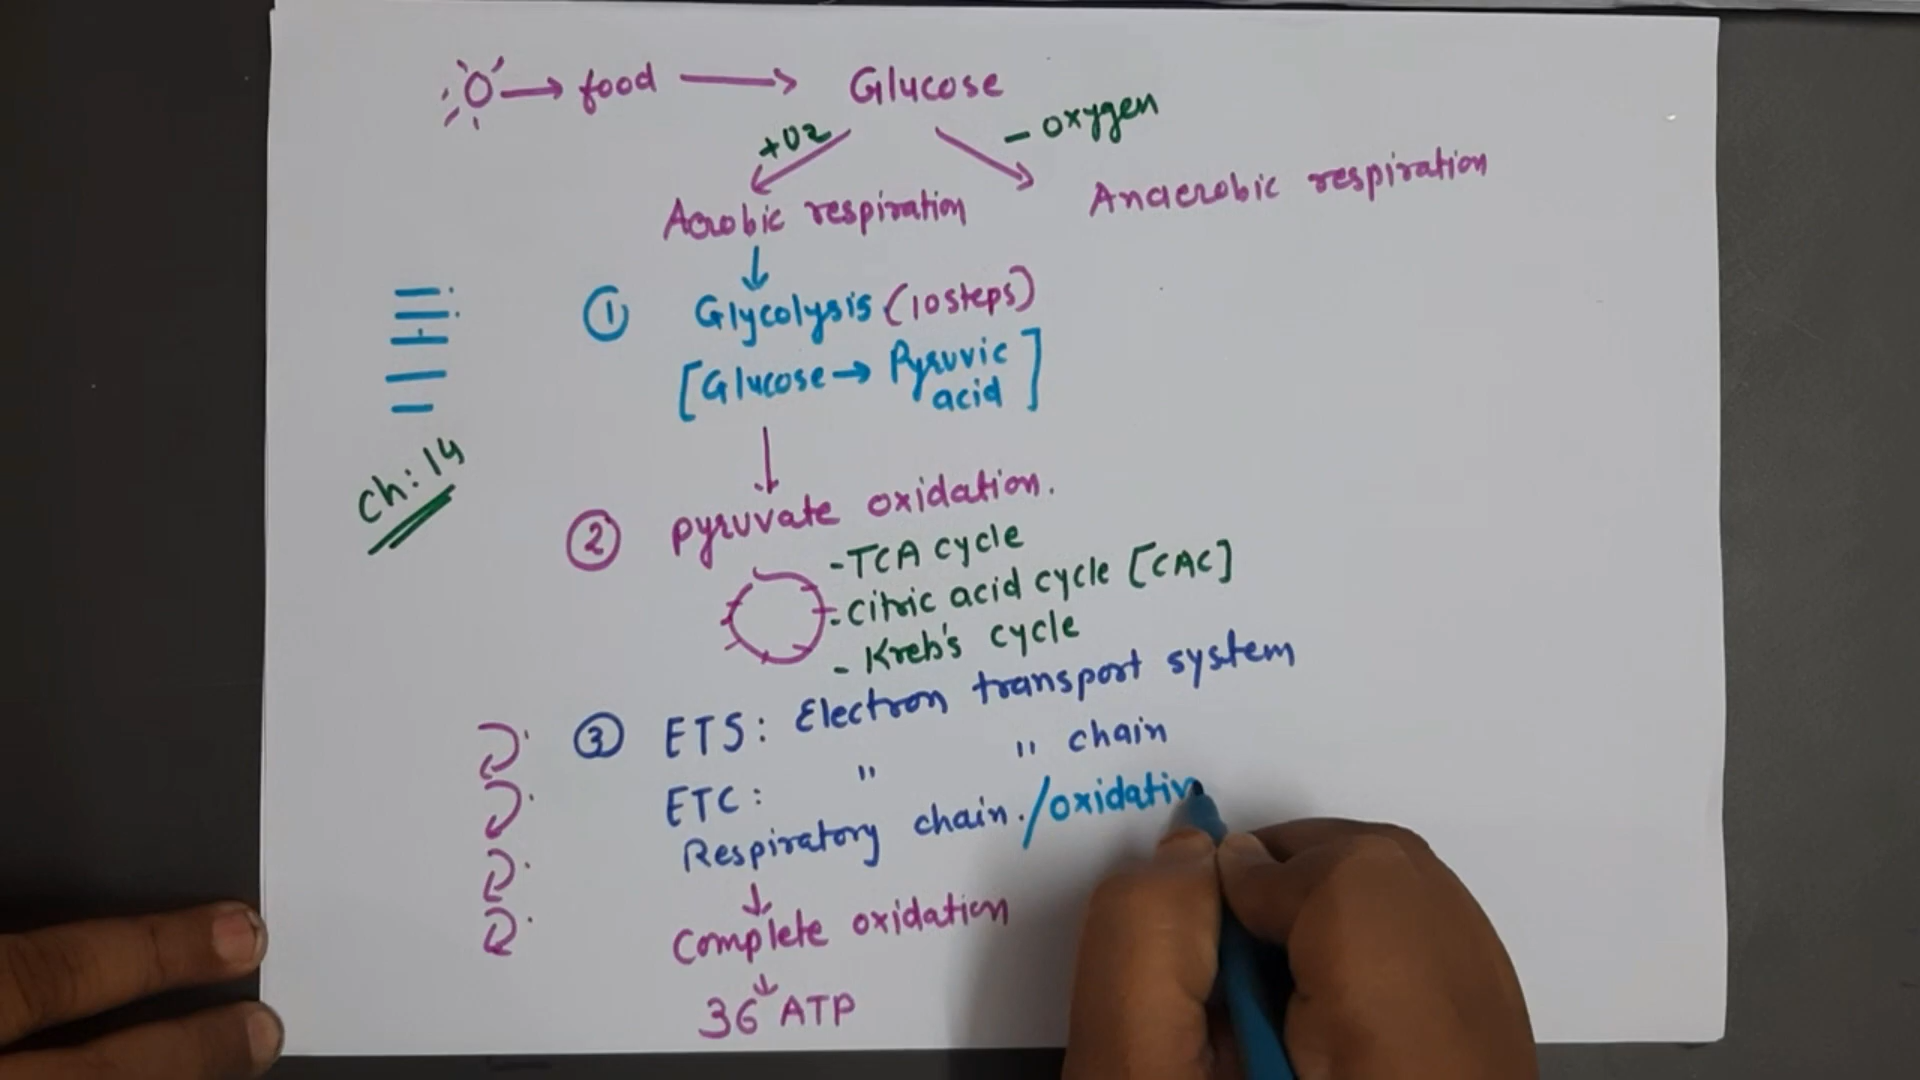 food → Glucose
+O2 - oxygen
Aerobic respiration Anaerobic respiration
① Glycolysis (10 steps)
[Glucose → Pyruvic
acid]
Ch: 14
② Pyruvate oxidation.
-TCA cycle
-Citric acid cycle [CAC]
- Kreb's cycle
③ ETS: Electron transport system
ETC: " " chain
Respiratory chain. /oxidativ
Complete oxidation
36 ATP